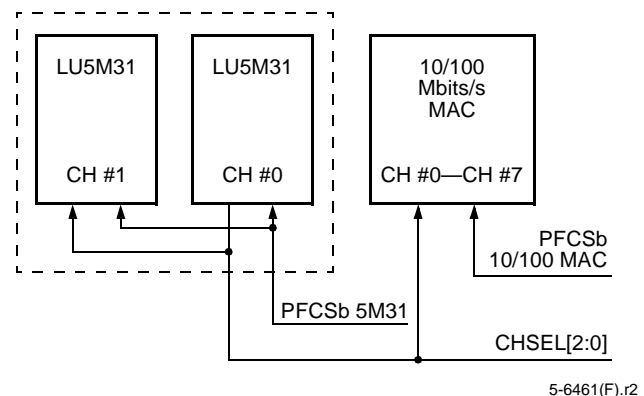 LU5M31
CH #1
LU5M31
CH #0
10/100
Mbits/s
MAC
CH #0—CH #7
PFCSb
10/100 MAC
PFCSb 5M31
CHSEL[2:0]
5-6461(F).r2